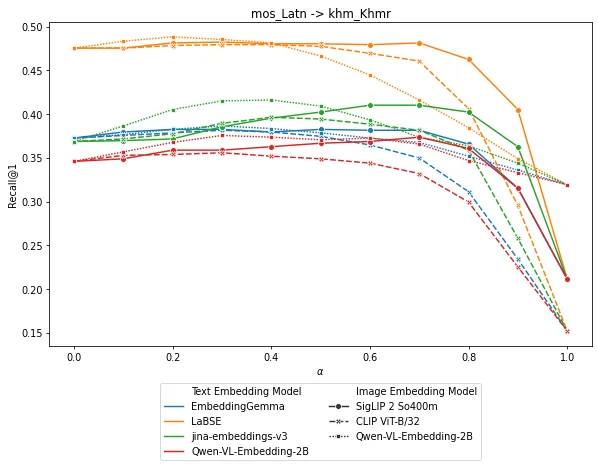 mos_Latn -> khm_Khmr
0.50
0.45
0.40
0.35
0.30
0.25
0.20
0.15
Recall@1
0.0 0.2 0.4 0.6 0.8 1.0
α
Text Embedding Model
EmbeddingGemma
LaBSE
jina-embeddings-v3
Qwen-VL-Embedding-2B
Image Embedding Model
SigLIP 2 So400m
CLIP ViT-B/32
Qwen-VL-Embedding-2B